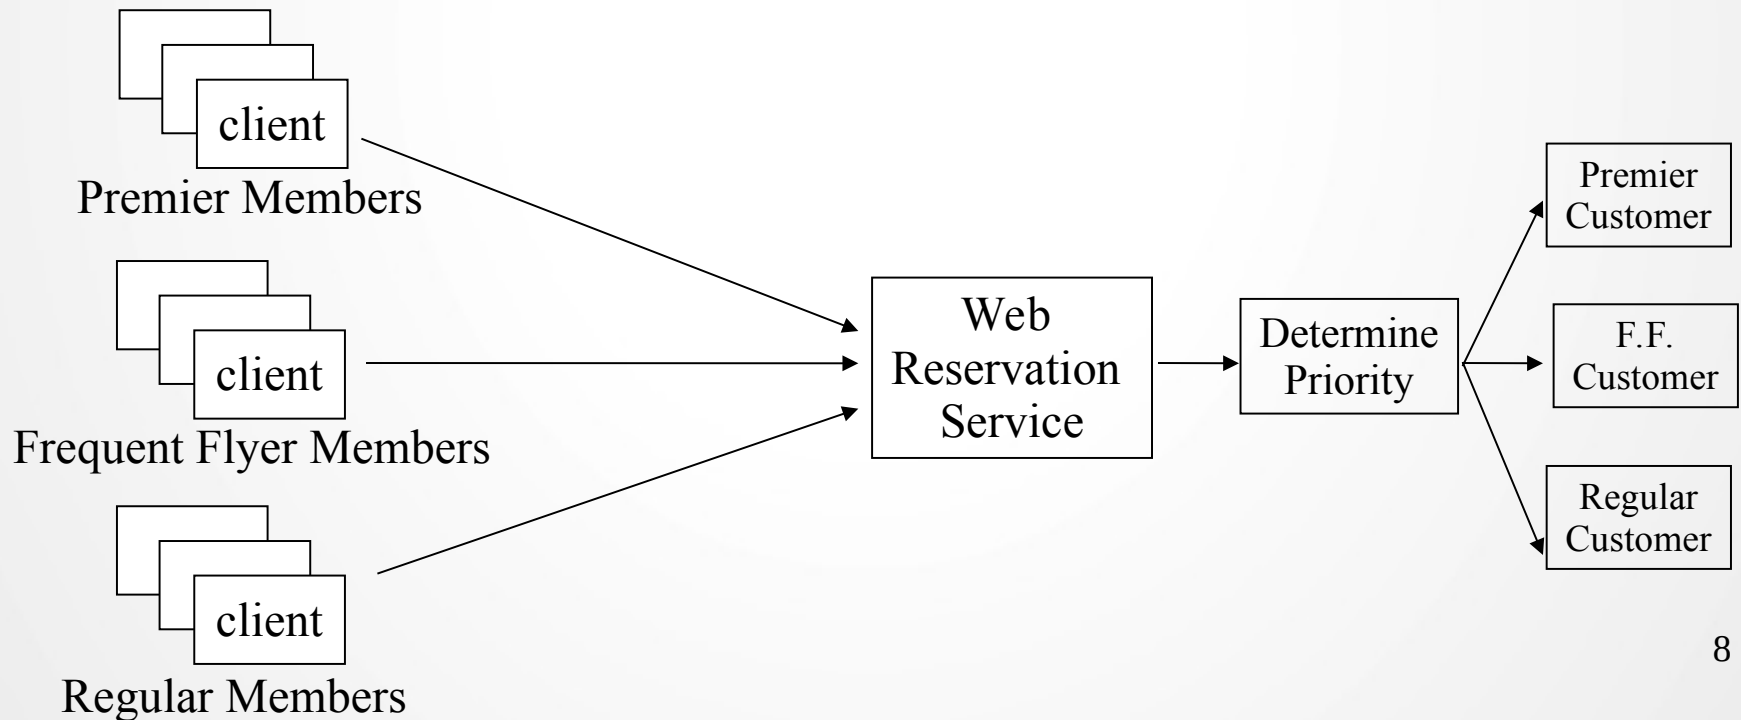 client
Premier Members
client
Frequent Flyer Members
client
Regular Members
Web
Reservation
Service
Determine
Priority
Premier
Customer
F.F.
Customer
Regular
Customer
8